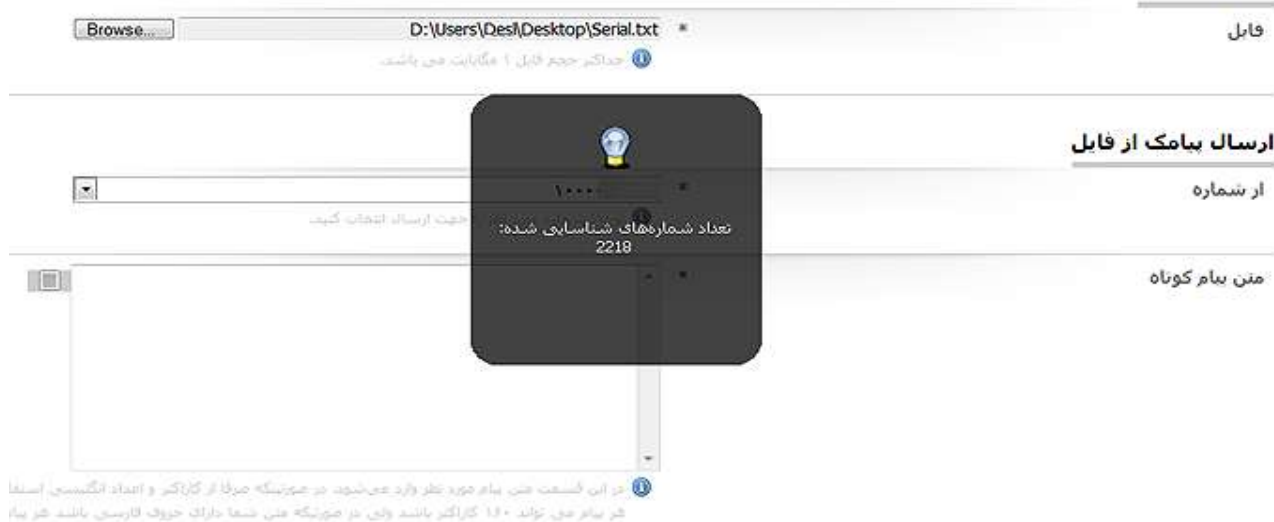 فایل
* D:\Users\Desl\Desktop\Serial.txt Browse...
حداکثر حجم فایل ۱ مگابایت می باشد.
ارسال پیامک از فایل
از شماره
* ۱۰۰۰۰
جهت ارسال انتخاب کنید.
تعداد شماره‌های شناسایی شده:
2218
متن پیام کوتاه
*
در این قسمت متن پیام مورد نظر وارد می‌شود. در صورتیکه صرفا از کاراکتر و اعداد انگلیسی
هر پیام می تواند ۱۶۰ کاراکتر باشد ولی در صورتیکه متن شما دارای حروف فارسی باشد هر